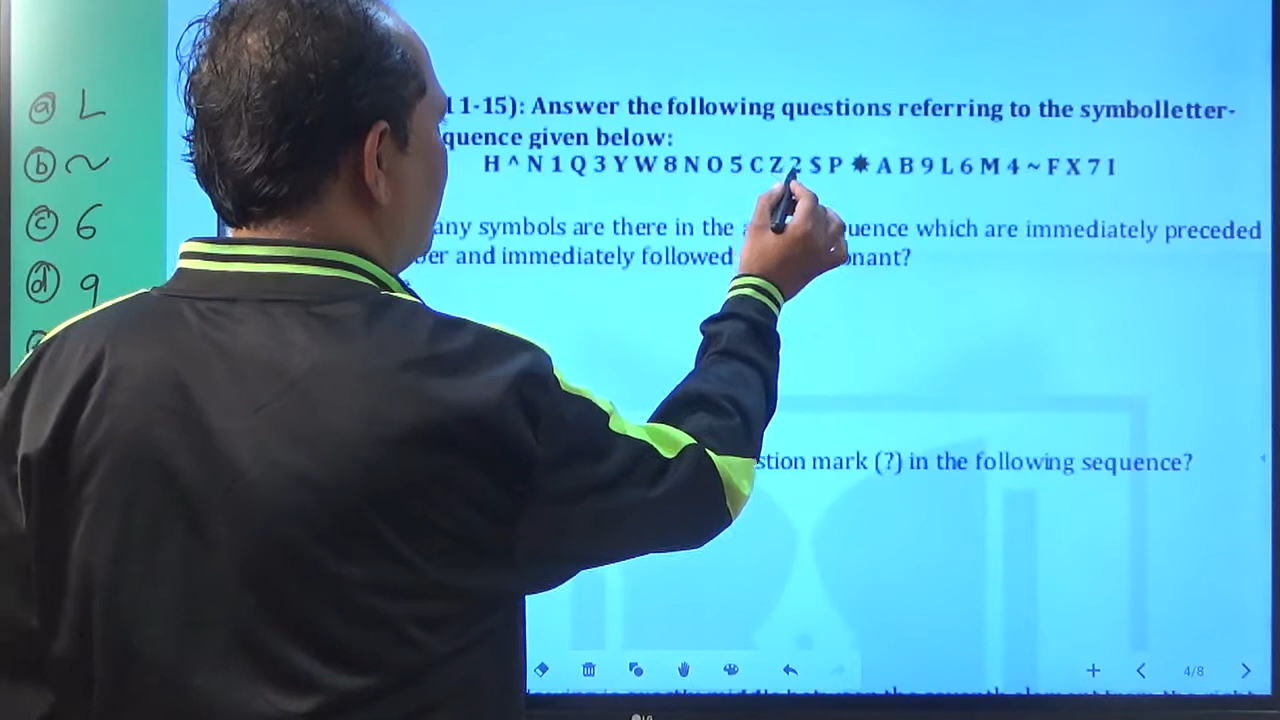 ⓐ L
ⓑ ~
ⓒ 6
ⓓ 9
11-15): Answer the following questions referring to the symbolletter-
quence given below:
H ^ N 1 Q 3 Y W 8 N O 5 C Z 2 $ P ✸ A B 9 L 6 M 4 ~ F X 7 I
any symbols are there in the uence which are immediately preceded
ber and immediately followed onant?
stion mark (?) in the following sequence?
4/8
LG